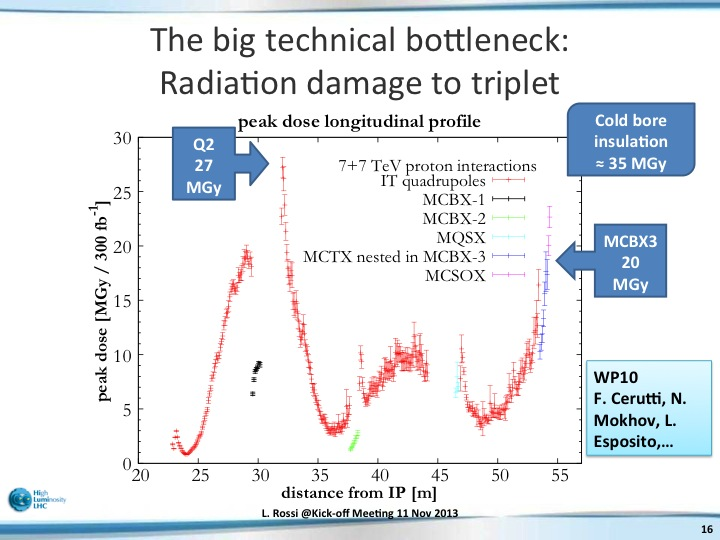 The big technical bottleneck:
Radiation damage to triplet
peak dose longitudinal profile
Cold bore
insulation
≈ 35 MGy
Q2
27
MGy
7+7 TeV proton interactions
IT quadrupoles
MCBX-1
MCBX-2
MQSX
MCTX nested in MCBX-3
MCSOX
MCBX3
20
MGy
peak dose [MGy / 300 fb-1]
30
25
20
15
10
5
0
20 25 30 35 40 45 50 55
distance from IP [m]
WP10
F. Cerutti, N.
Mokhov, L.
Esposito,...
High
Luminosity
LHC
L. Rossi @Kick-off Meeting 11 Nov 2013
16